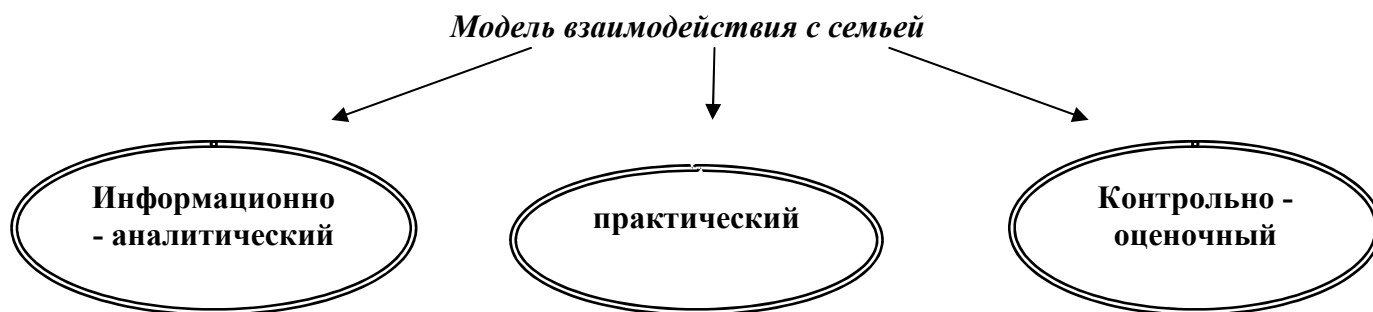 Модель взаимодействия с семьей
Информационно
- аналитический
практический
Контрольно -
оценочный